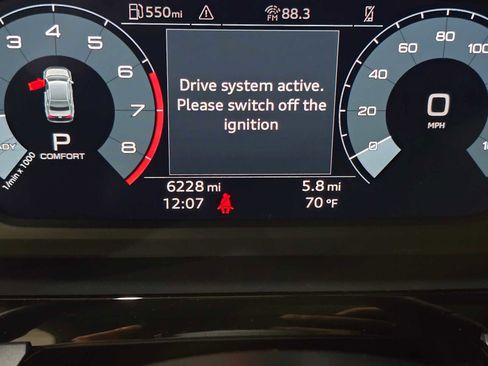 550mi
FM 88.3
3 4 5 6 7 8
P
COMFORT
1/min x 1000
Drive system active.
Please switch off the
ignition
6228 mi
5.8 mi
12:07
70 °F
0 20 40 60 80 100
0
MPH